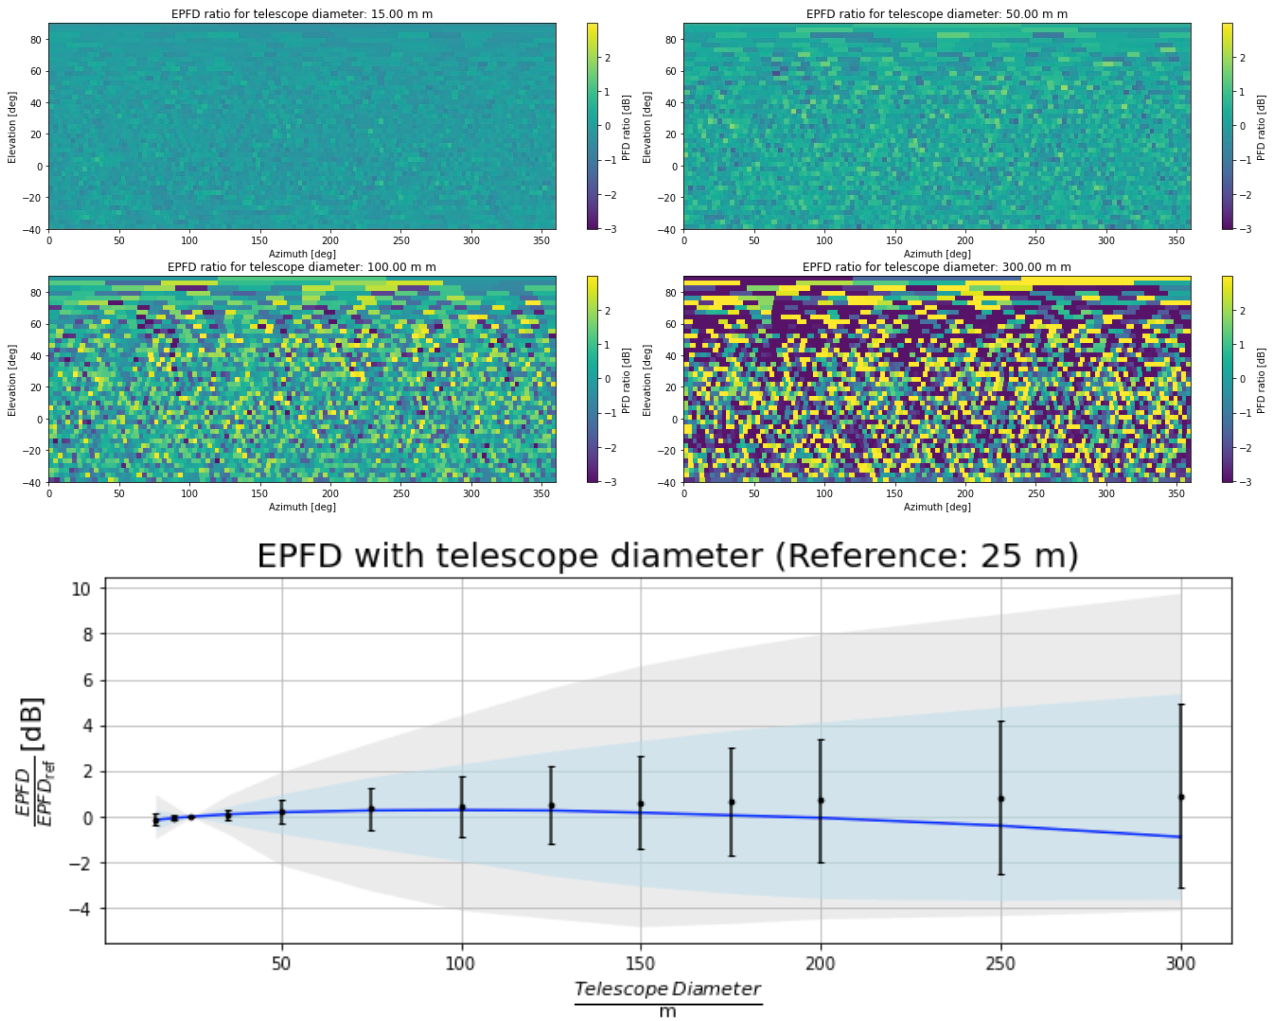 EPFD ratio for telescope diameter: 15.00 m m
80
60
40
20
0
−20
−40
Elevation [deg]
0 50 100 150 200 250 300 350
Azimuth [deg]
2
1
0
−1
−2
−3
PFD ratio [dB]
EPFD ratio for telescope diameter: 50.00 m m
80
60
40
20
0
−20
−40
Elevation [deg]
0 50 100 150 200 250 300 350
Azimuth [deg]
2
1
0
−1
−2
−3
PFD ratio [dB]
EPFD ratio for telescope diameter: 100.00 m m
80
60
40
20
0
−20
−40
Elevation [deg]
0 50 100 150 200 250 300 350
Azimuth [deg]
2
1
0
−1
−2
−3
PFD ratio [dB]
EPFD ratio for telescope diameter: 300.00 m m
80
60
40
20
0
−20
−40
Elevation [deg]
0 50 100 150 200 250 300 350
Azimuth [deg]
2
1
0
−1
−2
−3
PFD ratio [dB]
EPFD with telescope diameter (Reference: 25 m)
10
8
6
4
2
0
−2
−4
EPFD
EPFDref [dB]
50 100 150 200 250 300
Telescope Diameter
m